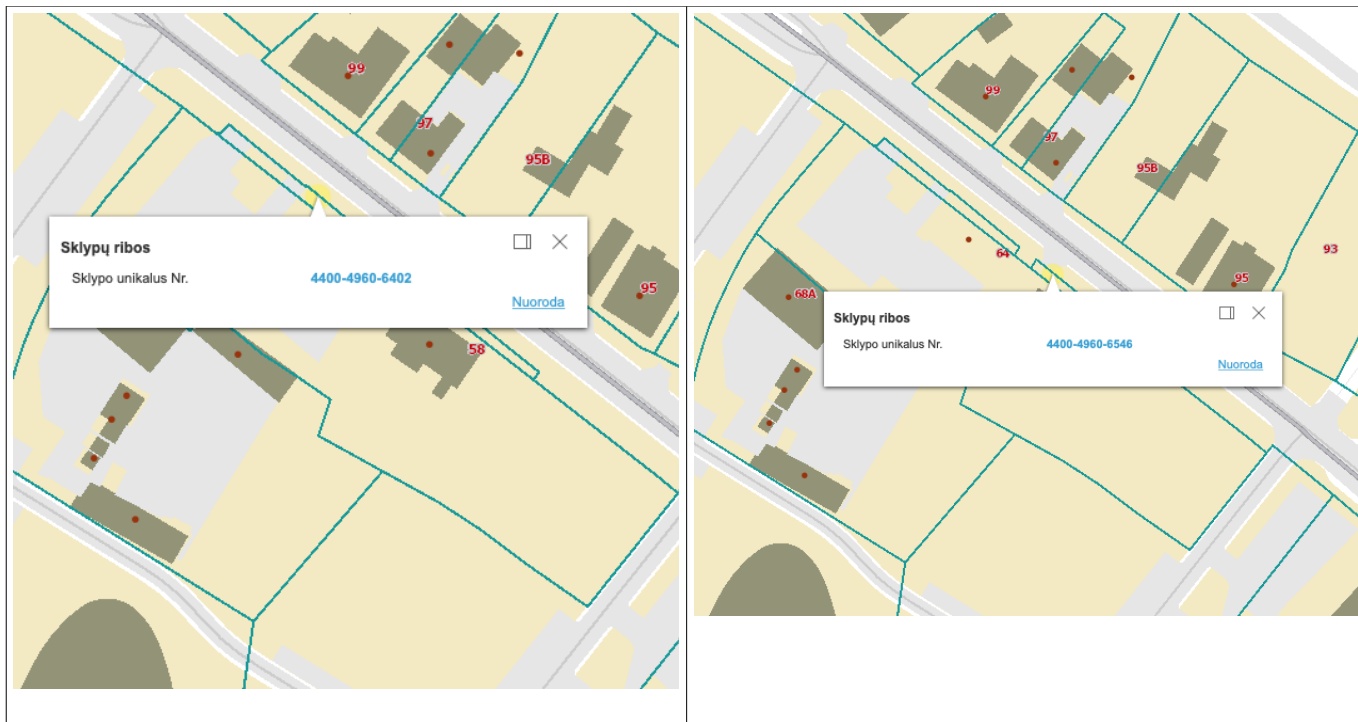 99
97
95B
Sklypų ribos
Sklypo unikalus Nr. 4400-4960-6402
Nuoroda
95
58
99
97
95B
93
64
95
68A
Sklypų ribos
Sklypo unikalus Nr. 4400-4960-6546
Nuoroda